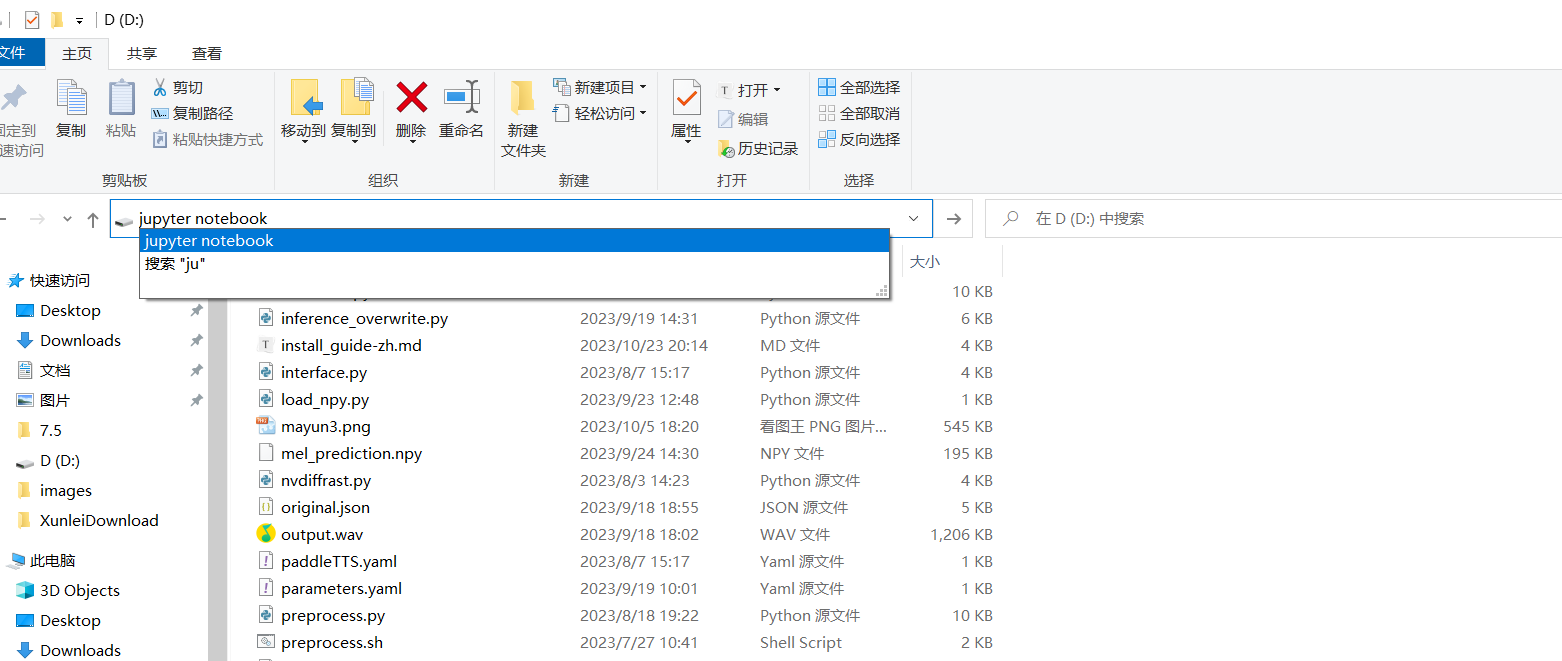 D (D:)
文件 主页 共享 查看
复制 粘贴
剪切
复制路径
粘贴快捷方式
剪贴板
移动到 复制到 删除 重命名
组织
新建
文件夹
新建项目
轻松访问
新建
属性
打开
编辑
历史记录
打开
全部选择
全部取消
反向选择
选择
jupyter notebook
在 D (D:) 中搜索
jupyter notebook
搜索 "ju"
大小
快速访问
Desktop
Downloads
文档
图片
7.5
D (D:)
images
XunleiDownload
此电脑
3D Objects
Desktop
Downloads
10 KB
inference_overwrite.py 2023/9/19 14:31 Python 源文件 6 KB
install_guide-zh.md 2023/10/23 20:14 MD 文件 4 KB
interface.py 2023/8/7 15:17 Python 源文件 4 KB
load_npy.py 2023/9/23 12:48 Python 源文件 1 KB
mayun3.png 2023/10/5 18:20 看图王 PNG 图片... 545 KB
mel_prediction.npy 2023/9/24 14:30 NPY 文件 195 KB
nvdiffrast.py 2023/8/3 14:23 Python 源文件 4 KB
original.json 2023/9/18 18:55 JSON 源文件 5 KB
output.wav 2023/9/18 18:02 WAV 文件 1,206 KB
paddleTTS.yaml 2023/8/7 15:17 Yaml 源文件 1 KB
parameters.yaml 2023/9/19 10:01 Yaml 源文件 1 KB
preprocess.py 2023/8/18 19:22 Python 源文件 10 KB
preprocess.sh 2023/7/27 10:41 Shell Script 2 KB